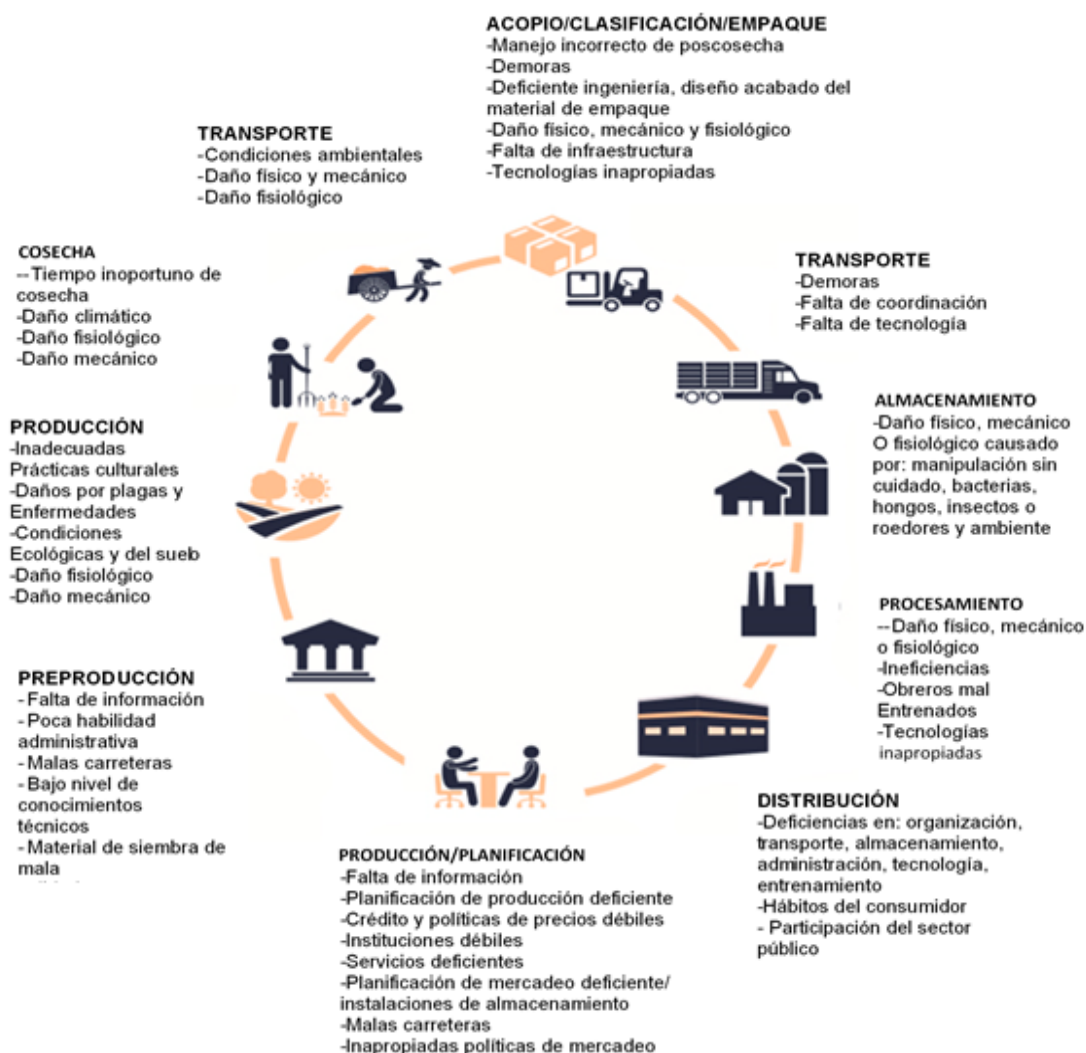 ACOPIO/CLASIFICACIÓN/EMPAQUE
-Manejo incorrecto de poscosecha
-Demoras
-Deficiente ingeniería, diseño acabado del
material de empaque
-Daño físico, mecánico y fisiológico
-Falta de infraestructura
-Tecnologías inapropiadas
TRANSPORTE
-Condiciones ambientales
-Daño físico y mecánico
-Daño fisiológico
COSECHA
--Tiempo inoportuno de
cosecha
-Daño climático
-Daño fisiológico
-Daño mecánico
TRANSPORTE
-Demoras
-Falta de coordinación
-Falta de tecnología
ALMACENAMIENTO
-Daño físico, mecánico
O fisiológico causado
por: manipulación sin
cuidado, bacterias,
hongos, insectos o
roedores y ambiente
PRODUCCIÓN
-Inadecuadas
Prácticas culturales
-Daños por plagas y
Enfermedades
-Condiciones
Ecológicas y del sueb
-Daño fisiológico
-Daño mecánico
PROCESAMIENTO
--Daño físico, mecánico
o fisiológico
-Ineficiencias
-Obreros mal
Entrenados
-Tecnologías
inapropiadas
PREPRODUCCIÓN
- Falta de información
- Poca habilidad
administrativa
- Malas carreteras
- Bajo nivel de
conocimientos
técnicos
- Material de siembra de
mala
DISTRIBUCIÓN
-Deficiencias en: organización,
transporte, almacenamiento,
administración, tecnología,
entrenamiento
-Hábitos del consumidor
- Participación del sector
público
PRODUCCIÓN/PLANIFICACIÓN
-Falta de información
-Planificación de producción deficiente
-Crédito y políticas de precios débiles
-Instituciones débiles
-Servicios deficientes
-Planificación de mercadeo deficiente/
instalaciones de almacenamiento
-Malas carreteras
-Inapropiadas políticas de mercadeo